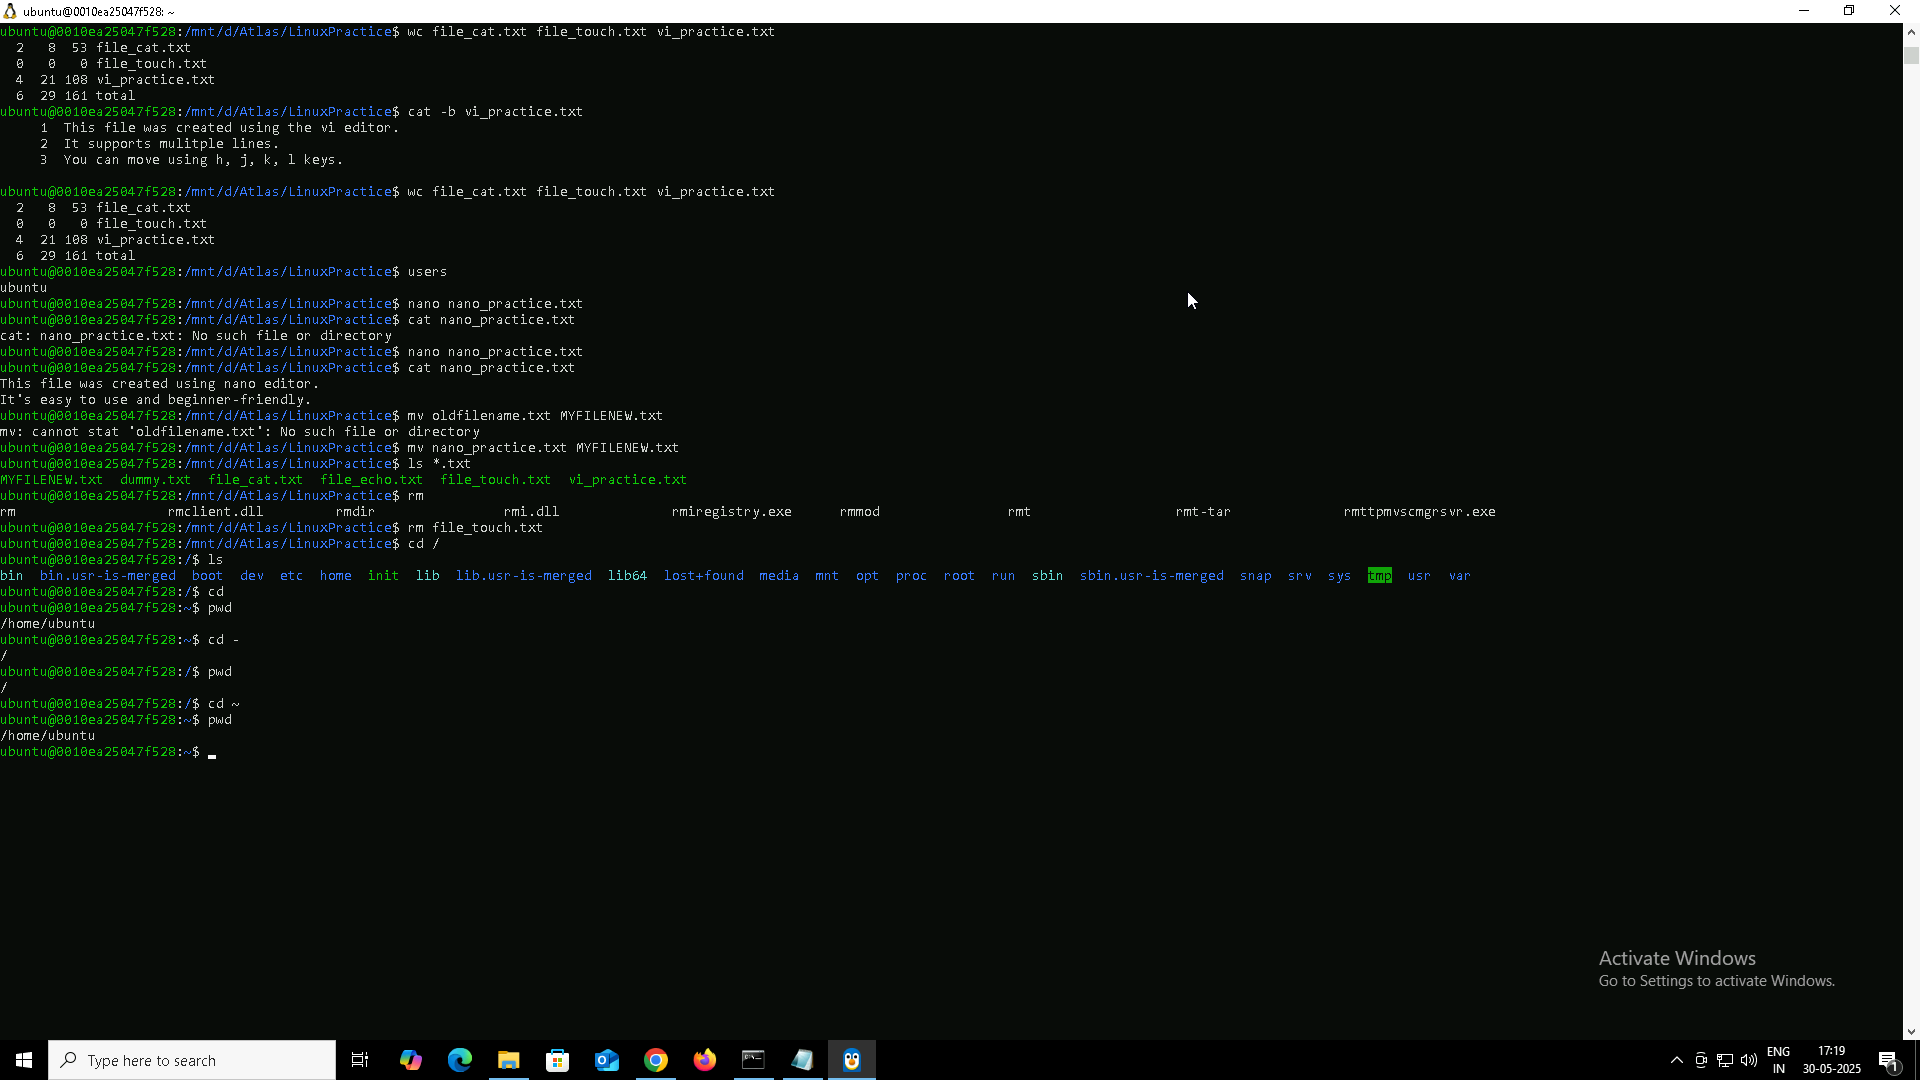 ubuntu@0010ea25047f528: ~
ubuntu@0010ea25047f528:/mnt/d/Atlas/LinuxPractice$ wc file_cat.txt file_touch.txt vi_practice.txt
  2   8  53 file_cat.txt
  0   0   0 file_touch.txt
  4  21 108 vi_practice.txt
  6  29 161 total
ubuntu@0010ea25047f528:/mnt/d/Atlas/LinuxPractice$ cat -b vi_practice.txt
     1  This file was created using the vi editor.
     2  It supports mulitple lines.
     3  You can move using h, j, k, l keys.
ubuntu@0010ea25047f528:/mnt/d/Atlas/LinuxPractice$ wc file_cat.txt file_touch.txt vi_practice.txt
  2   8  53 file_cat.txt
  0   0   0 file_touch.txt
  4  21 108 vi_practice.txt
  6  29 161 total
ubuntu@0010ea25047f528:/mnt/d/Atlas/LinuxPractice$ users
ubuntu
ubuntu@0010ea25047f528:/mnt/d/Atlas/LinuxPractice$ nano nano_practice.txt
ubuntu@0010ea25047f528:/mnt/d/Atlas/LinuxPractice$ cat nano_practice.txt
cat: nano_practice.txt: No such file or directory
ubuntu@0010ea25047f528:/mnt/d/Atlas/LinuxPractice$ nano nano_practice.txt
ubuntu@0010ea25047f528:/mnt/d/Atlas/LinuxPractice$ cat nano_practice.txt
This file was created using nano editor.
It's easy to use and beginner-friendly.
ubuntu@0010ea25047f528:/mnt/d/Atlas/LinuxPractice$ mv oldfilename.txt MYFILENEW.txt
mv: cannot stat 'oldfilename.txt': No such file or directory
ubuntu@0010ea25047f528:/mnt/d/Atlas/LinuxPractice$ mv nano_practice.txt MYFILENEW.txt
ubuntu@0010ea25047f528:/mnt/d/Atlas/LinuxPractice$ ls *.txt
MYFILENEW.txt  dummy.txt  file_cat.txt  file_echo.txt  file_touch.txt  vi_practice.txt
ubuntu@0010ea25047f528:/mnt/d/Atlas/LinuxPractice$ rm
rm                   rmclient.dll         rmdir                rmi.dll              rmiregistry.exe      rmmod                rmt                  rmt-tar              rmttpmvscmgrsvr.exe
ubuntu@0010ea25047f528:/mnt/d/Atlas/LinuxPractice$ rm file_touch.txt
ubuntu@0010ea25047f528:/mnt/d/Atlas/LinuxPractice$ cd /
ubuntu@0010ea25047f528:/$ ls
bin  bin.usr-is-merged  boot  dev  etc  home  init  lib  lib.usr-is-merged  lib64  lost+found  media  mnt  opt  proc  root  run  sbin  sbin.usr-is-merged  snap  srv  sys  tmp  usr  var
ubuntu@0010ea25047f528:/$ cd
ubuntu@0010ea25047f528:~$ pwd
/home/ubuntu
ubuntu@0010ea25047f528:~$ cd -
/
ubuntu@0010ea25047f528:/$ pwd
/
ubuntu@0010ea25047f528:/$ cd ~
ubuntu@0010ea25047f528:~$ pwd
/home/ubuntu
ubuntu@0010ea25047f528:~$ _
Activate Windows
Go to Settings to activate Windows.
Type here to search
ENG
IN
17:19
30-05-2025
1